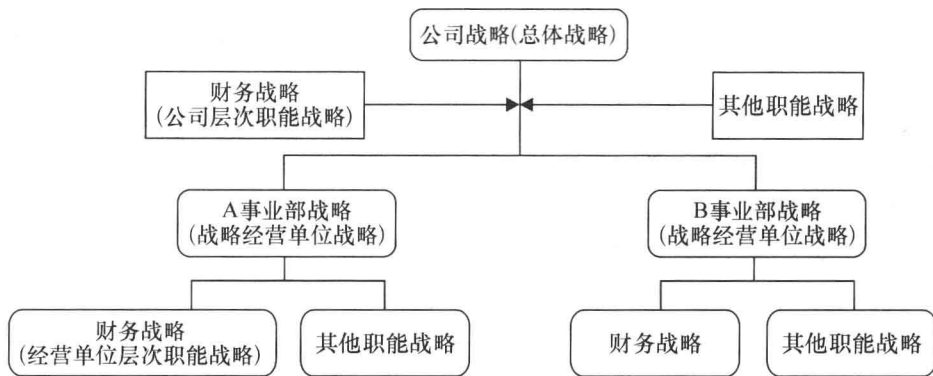 公司战略(总体战略)
财务战略
(公司层次职能战略)
其他职能战略
A事业部战略
(战略经营单位战略)
B事业部战略
(战略经营单位战略)
财务战略
(经营单位层次职能战略)
其他职能战略
财务战略
其他职能战略